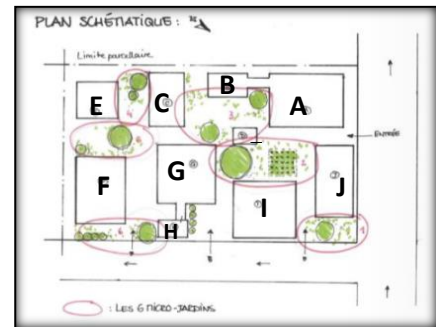 PLAN SCHÉMATIQUE :
Limite parcellaire
B
A
E
C
ENTRÉE
G
F
J
I
H
: LES 6 MICRO-JARDINS